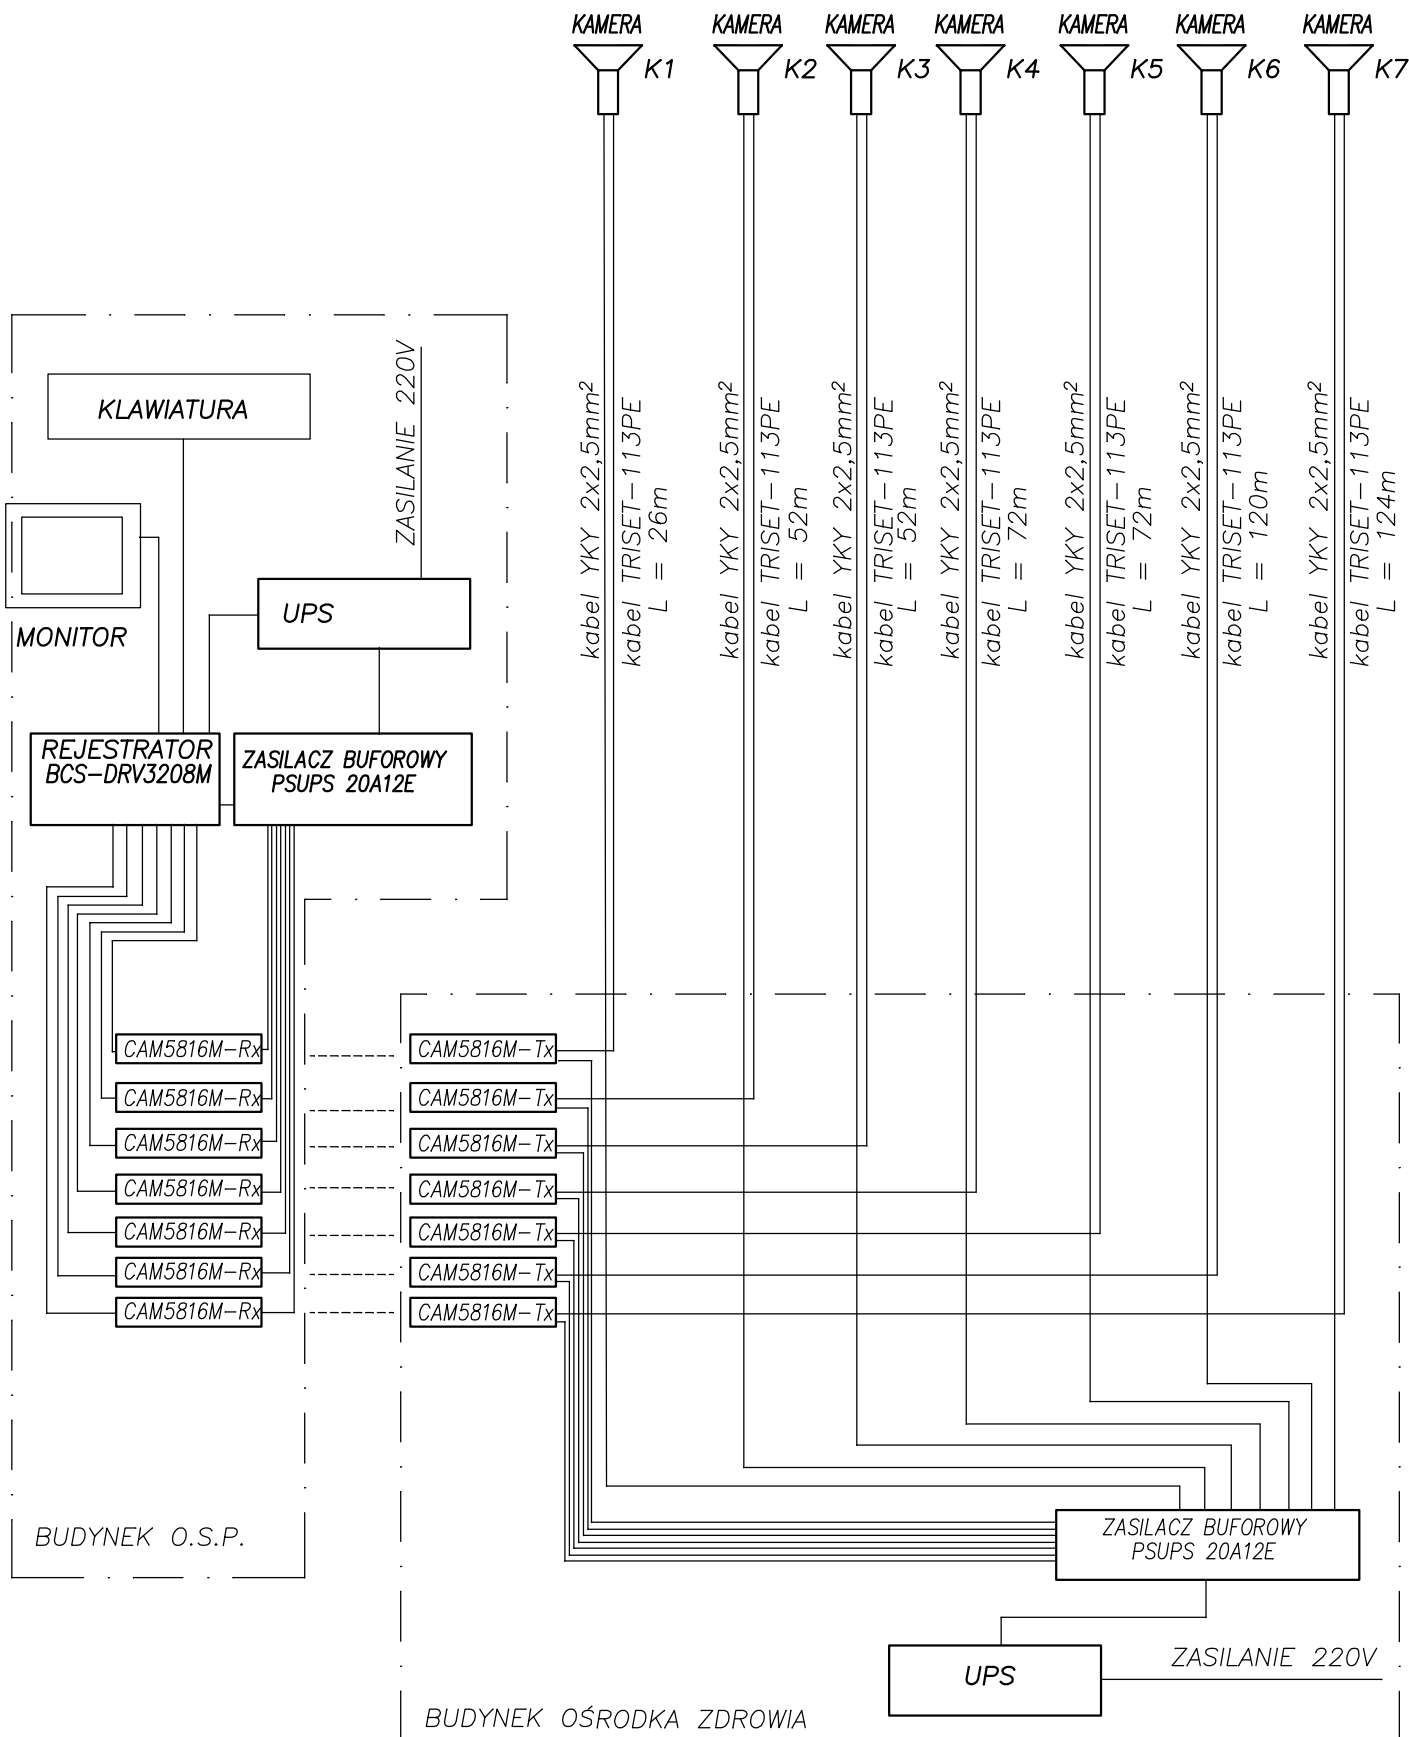 KAMERA KAMERA KAMERA KAMERA KAMERA KAMERA KAMERA
K1 K2 K3 K4 K5 K6 K7
kabel YKY 2x2,5mm²
kabel TRISET-113PE
L = 26m
kabel YKY 2x2,5mm²
kabel TRISET-113PE
L = 52m
kabel YKY 2x2,5mm²
kabel TRISET-113PE
L = 52m
kabel YKY 2x2,5mm²
kabel TRISET-113PE
L = 72m
kabel YKY 2x2,5mm²
kabel TRISET-113PE
L = 72m
kabel YKY 2x2,5mm²
kabel TRISET-113PE
L = 120m
kabel YKY 2x2,5mm²
kabel TRISET-113PE
L = 124m
ZASILANIE 220V
KLAWIATURA
UPS
MONITOR
REJESTRATOR
BCS-DRV3208M
ZASILACZ BUFOROWY
PSUPS 20A12E
CAM5816M-Rx CAM5816M-Tx
CAM5816M-Rx CAM5816M-Tx
CAM5816M-Rx CAM5816M-Tx
CAM5816M-Rx CAM5816M-Tx
CAM5816M-Rx CAM5816M-Tx
CAM5816M-Rx CAM5816M-Tx
CAM5816M-Rx CAM5816M-Tx
BUDYNEK O.S.P.
ZASILACZ BUFOROWY
PSUPS 20A12E
UPS
ZASILANIE 220V
BUDYNEK OŚRODKA ZDROWIA